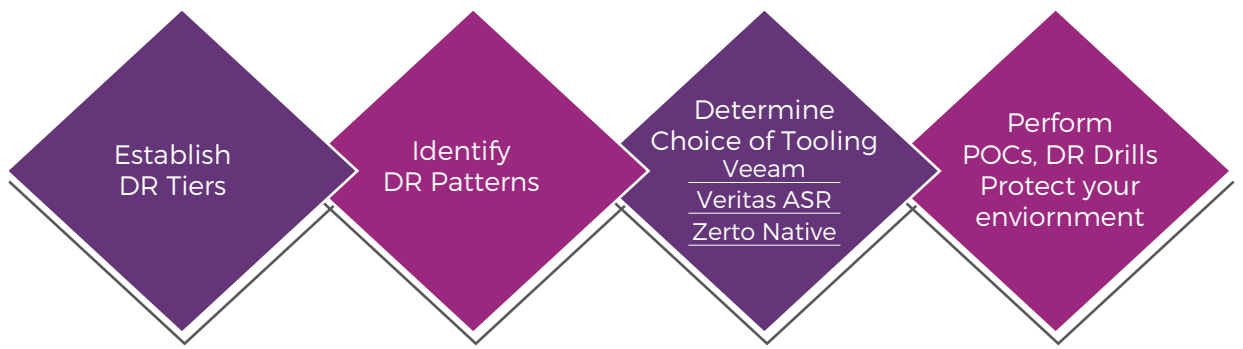 Establish
DR Tiers
Identify
DR Patterns
Determine
Choice of Tooling
Veeam
Veritas ASR
Zerto Native
Perform
POCs, DR Drills
Protect your
enviornment